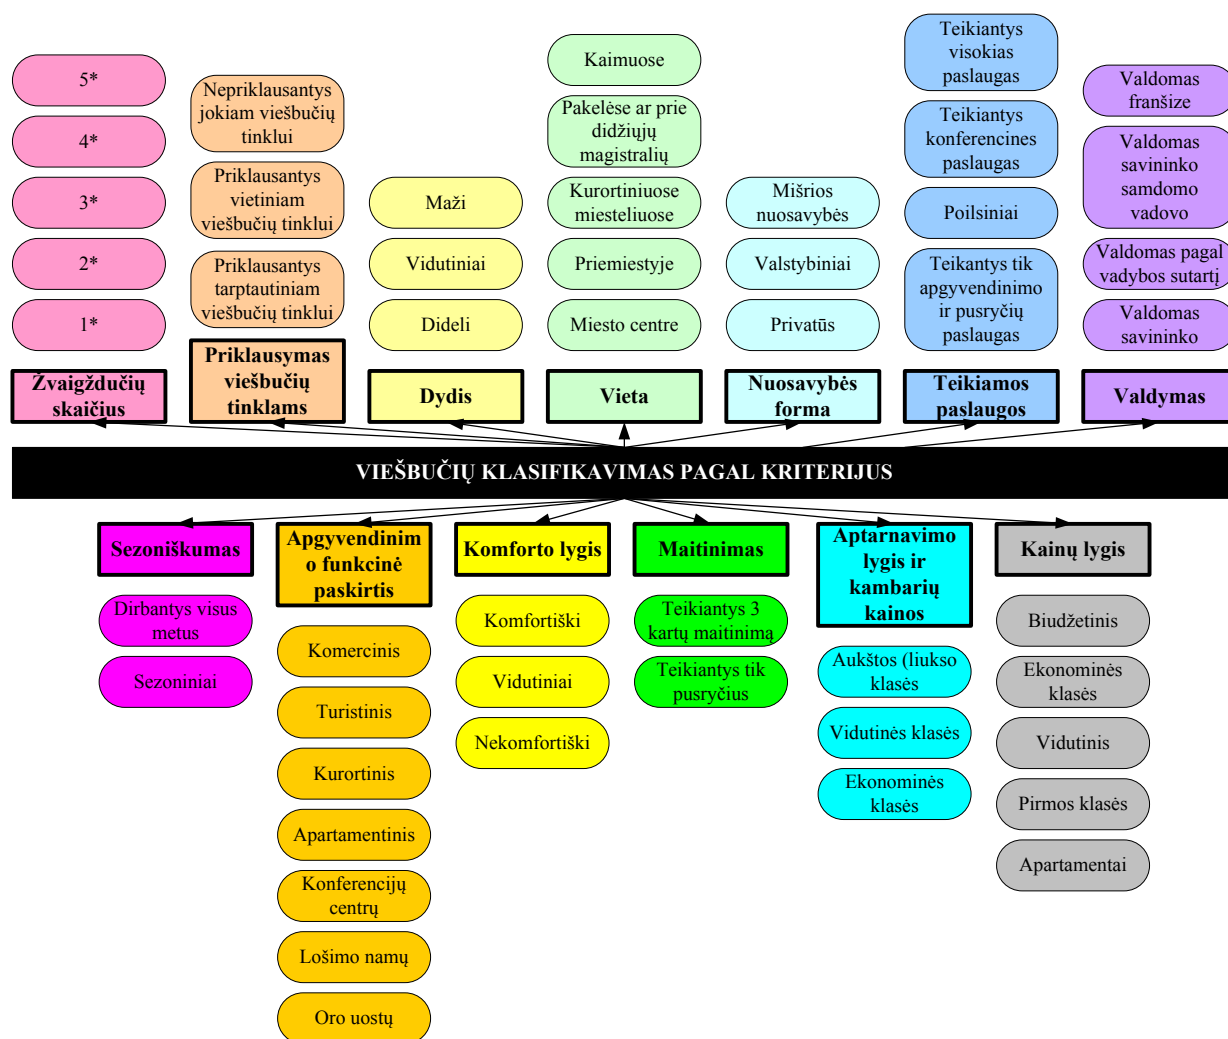 5*
4*
3*
2*
1*
Žvaigždučių
skaičius
Nepriklausantys
jokiam viešbučių
tinklui
Priklausantys
vietiniam
viešbučių tinklui
Priklausantys
tarptautiniam
viešbučių tinklui
Priklausymas
viešbučių
tinklams
Maži
Vidutiniai
Dideli
Dydis
Kaimuose
Pakelėse ar prie
didžiųjų
magistralių
Kurortiniuose
miesteliuose
Priemiestyje
Miesto centre
Vieta
Mišrios
nuosavybės
Valstybiniai
Privatūs
Nuosavybės
forma
Teikiantys
visokias
paslaugas
Teikiantys
konferencines
paslaugas
Poilsiniai
Teikantys tik
apgyvendinimo
ir pusryčių
paslaugas
Teikiamos
paslaugos
Valdomas
franšize
Valdomas
savininko
samdomo
vadovo
Valdomas pagal
vadybos sutartį
Valdomas
savininko
Valdymas
VIEŠBUČIŲ KLASIFIKAVIMAS PAGAL KRITERIJUS
Sezoniškumas
Dirbantys visus
metus
Sezoniniai
Apgyvendinim
o funkcinė
paskirtis
Komercinis
Turistinis
Kurortinis
Apartamentinis
Konferencijų
centrų
Lošimo namų
Oro uostų
Komforto lygis
Komfortiški
Vidutiniai
Nekomfortiški
Maitinimas
Teikiantys 3
kartų maitinimą
Teikiantys tik
pusryčius
Aptarnavimo
lygis ir
kambarių
kainos
Aukštos (liukso
klasės
Vidutinės klasės
Ekonominės
klasės
Kainų lygis
Biudžetinis
Ekonominės
klasės
Vidutinis
Pirmos klasės
Apartamentai